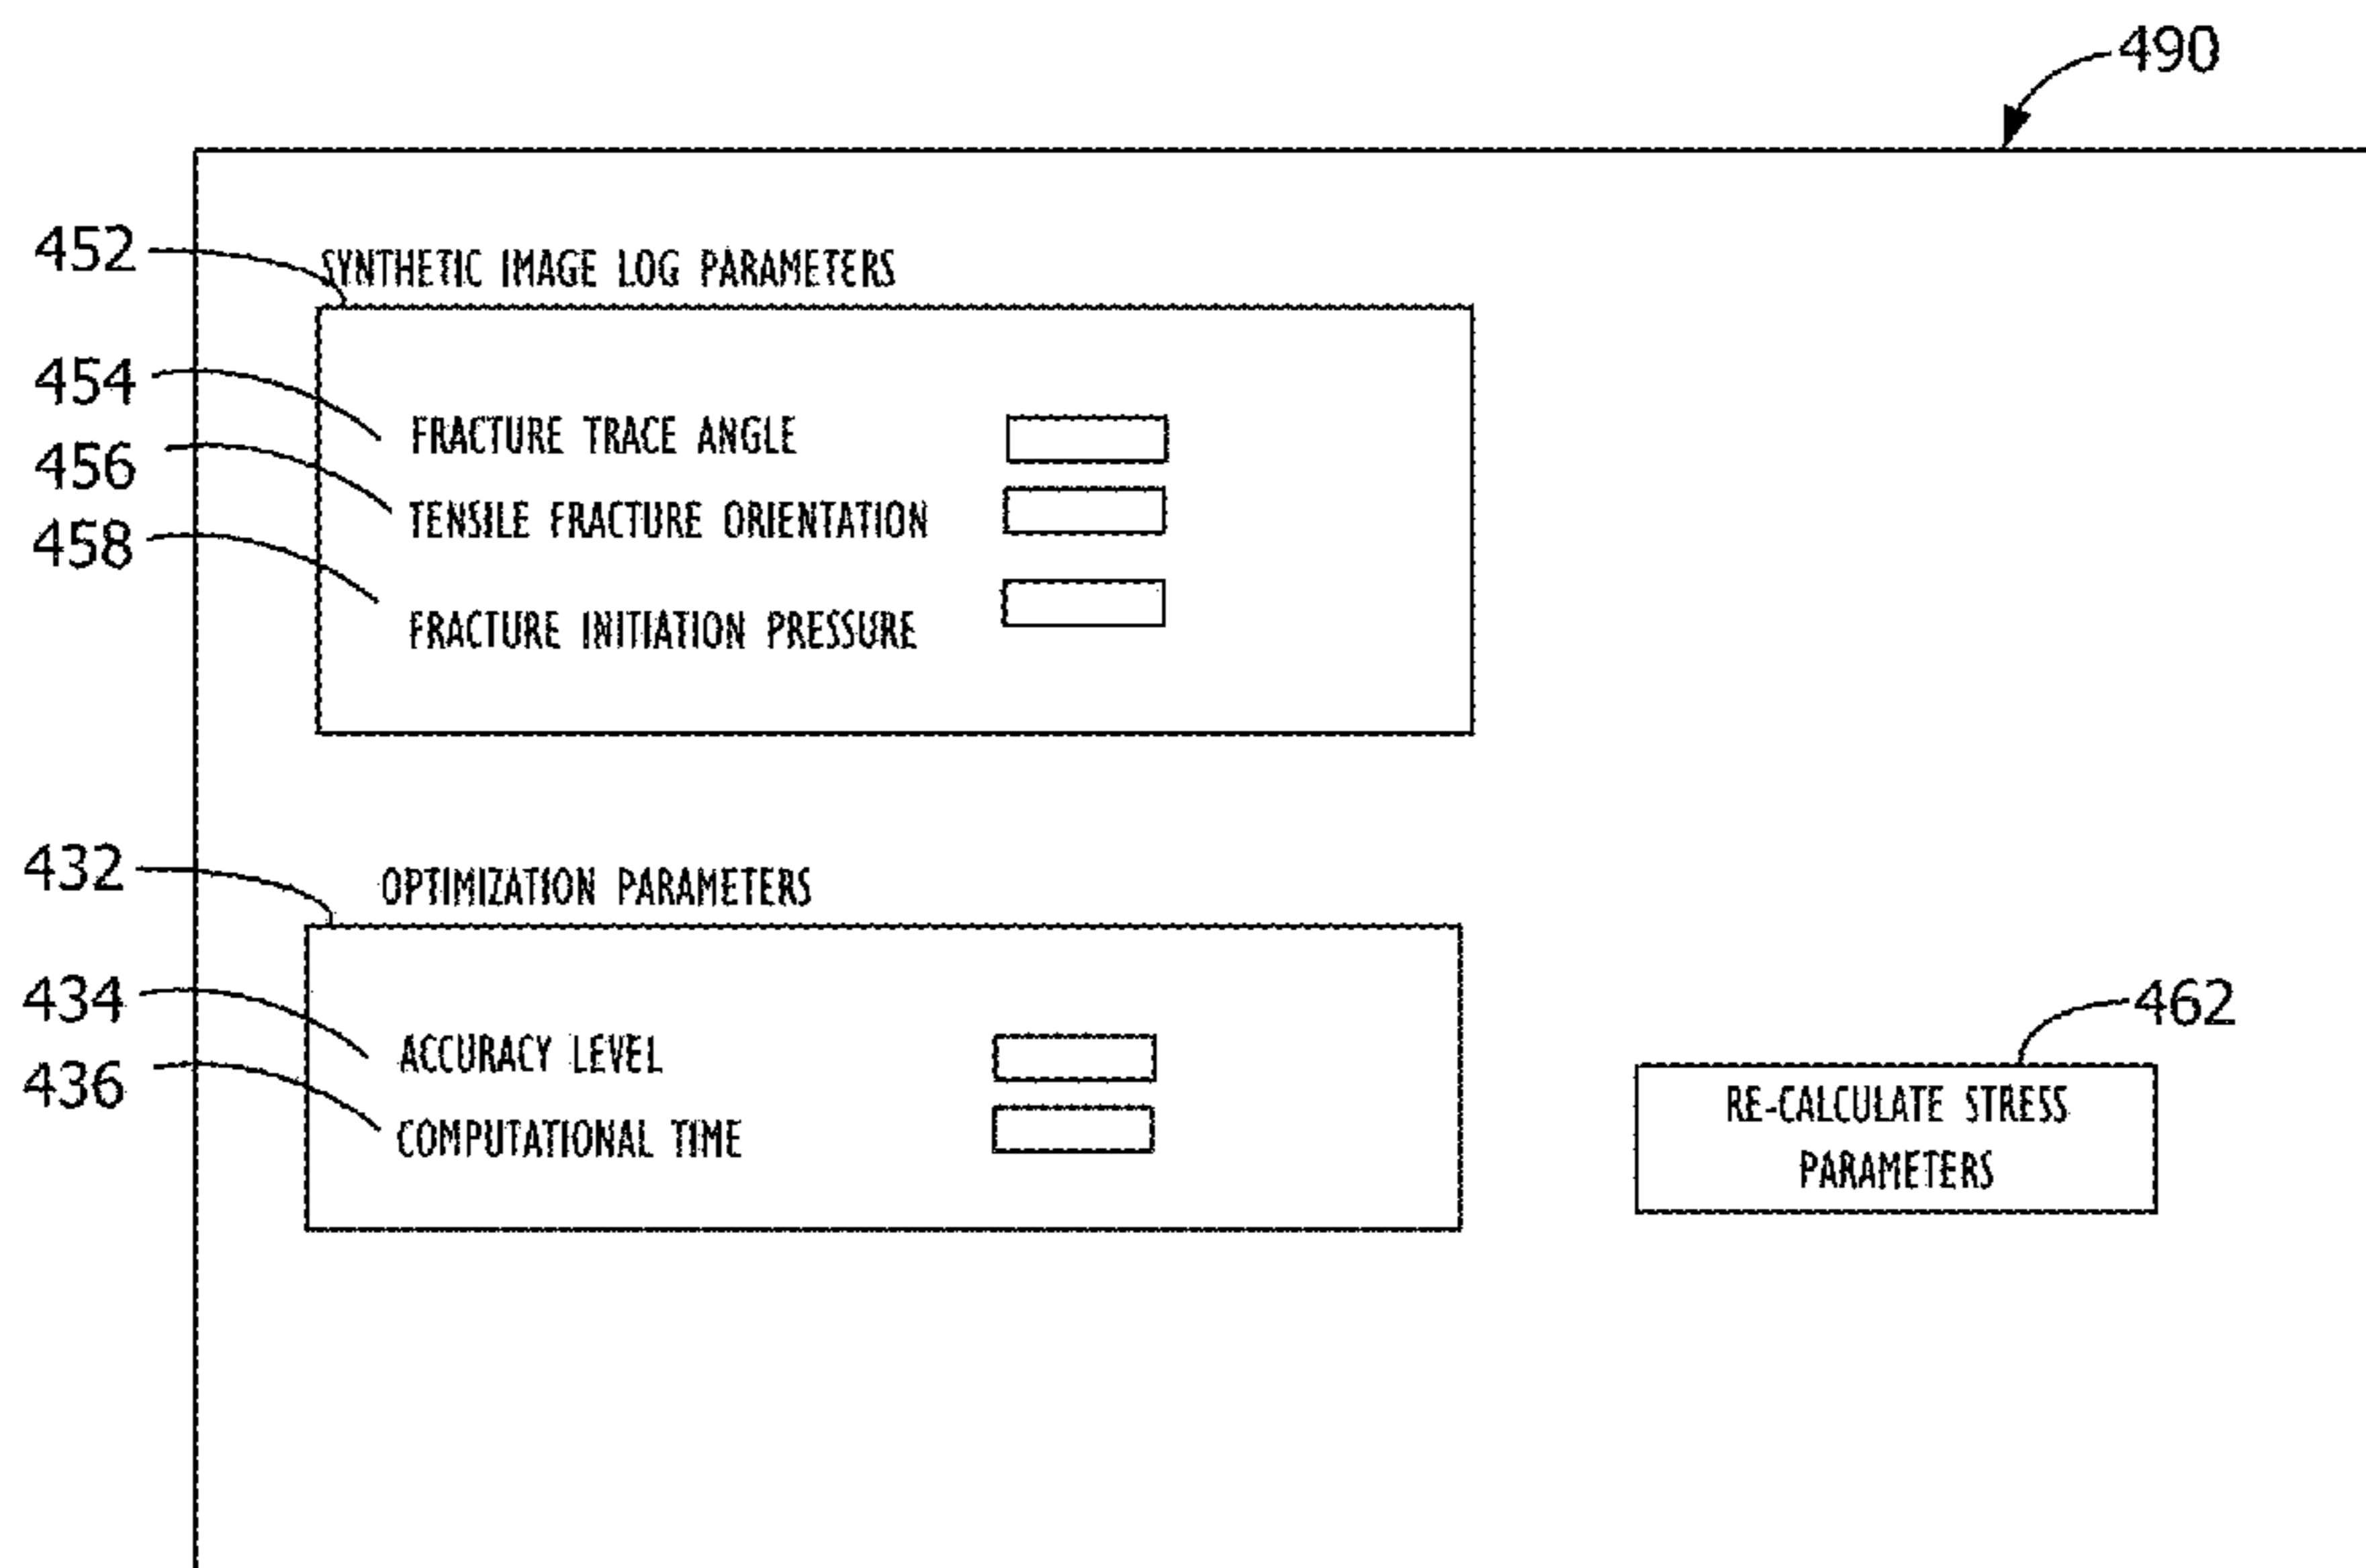 490
452
SYNTHETIC IMAGE LOG PARAMETERS
454
FRACTURE TRACE ANGLE
456
TENSILE FRACTURE ORIENTATION
458
FRACTURE INITIATION PRESSURE
432
OPTIMIZATION PARAMETERS
434
ACCURACY LEVEL
436
COMPUTATIONAL TIME
462
RE-CALCULATE STRESS
PARAMETERS